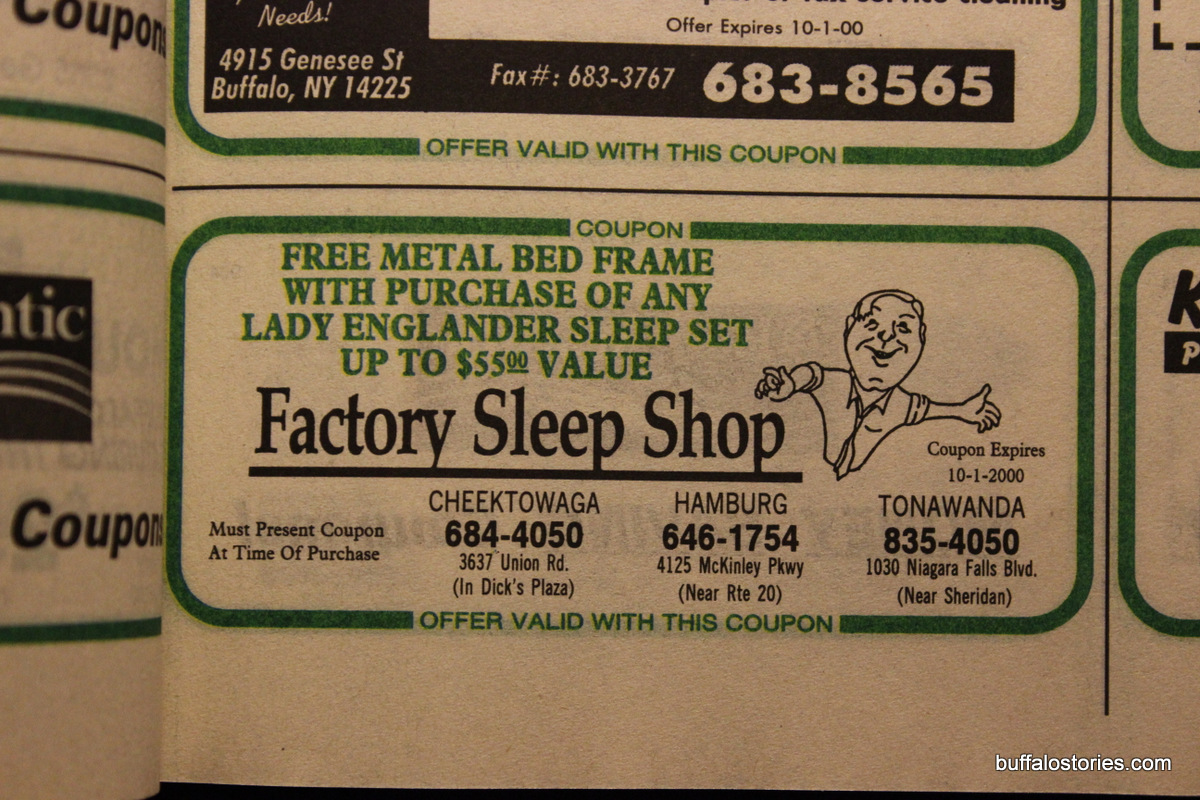 Coupons
Needs!
4915 Genesee St
Buffalo, NY 14225
Offer Expires 10-1-00
Fax#: 683-3767
683-8565
OFFER VALID WITH THIS COUPON
COUPON
FREE METAL BED FRAME
WITH PURCHASE OF ANY
LADY ENGLANDER SLEEP SET
UP TO $5500 VALUE
Factory Sleep Shop
Coupon Expires
10-1-2000
Must Present Coupon
At Time Of Purchase
CHEEKTOWAGA
684-4050
3637 Union Rd.
(In Dick's Plaza)
HAMBURG
646-1754
4125 McKinley Pkwy
(Near Rte 20)
TONAWANDA
835-4050
1030 Niagara Falls Blvd.
(Near Sheridan)
OFFER VALID WITH THIS COUPON
ntic
Coupons
K
P
buffalostories.com